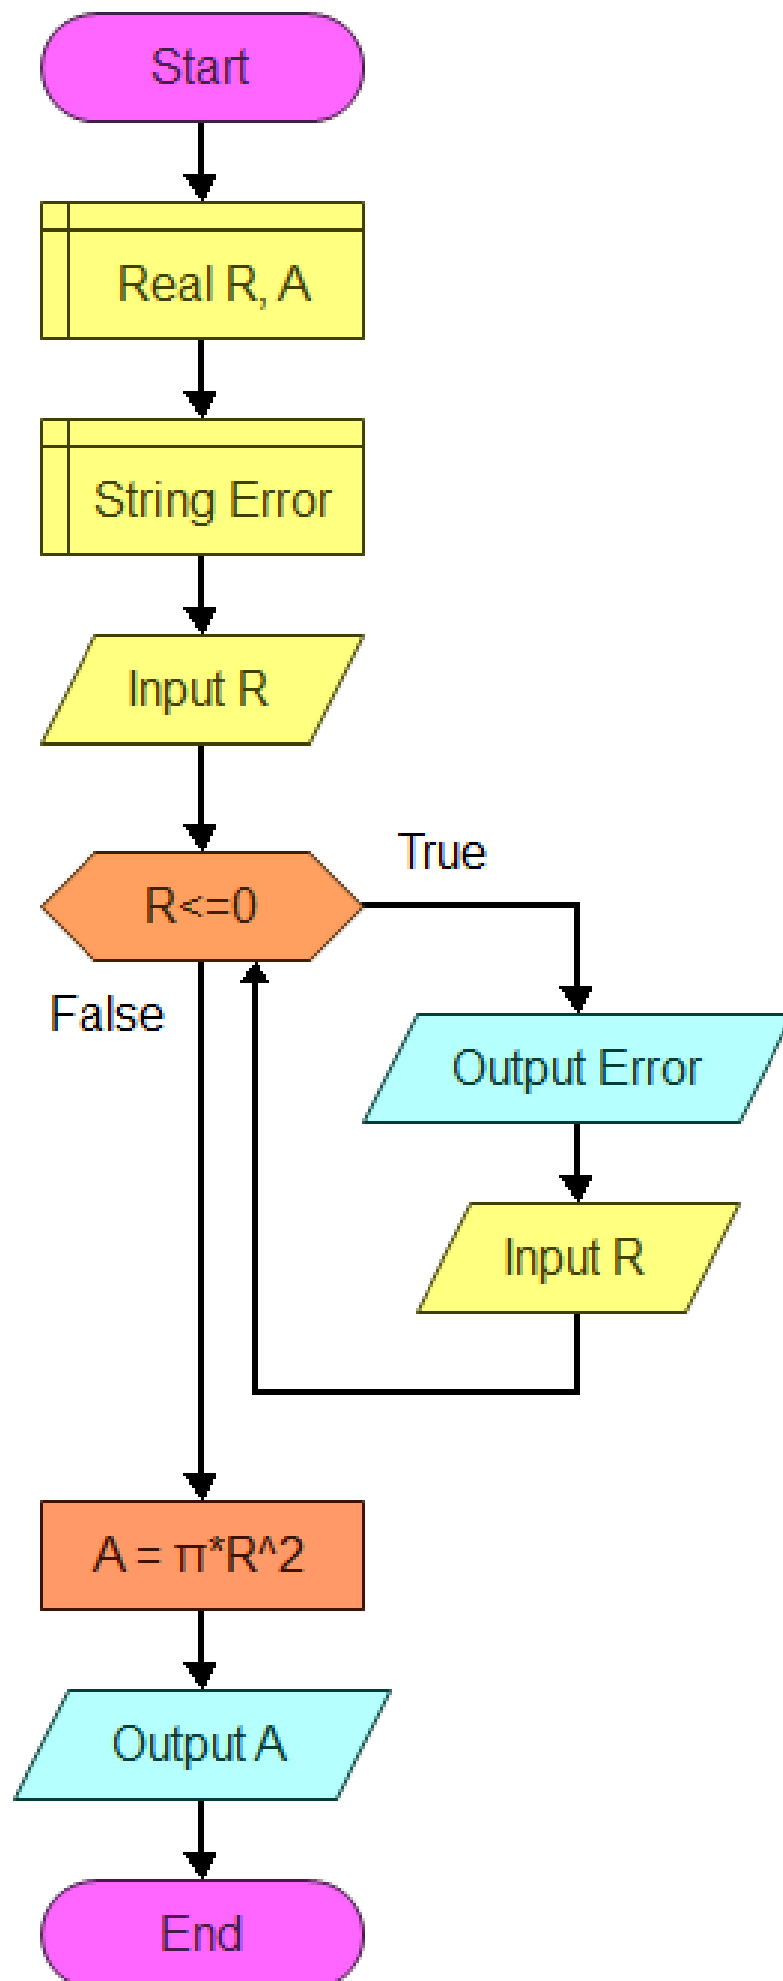 Start
Real R, A
String Error
Input R
R<=0
True
False
Output Error
Input R
A = π*R^2
Output A
End